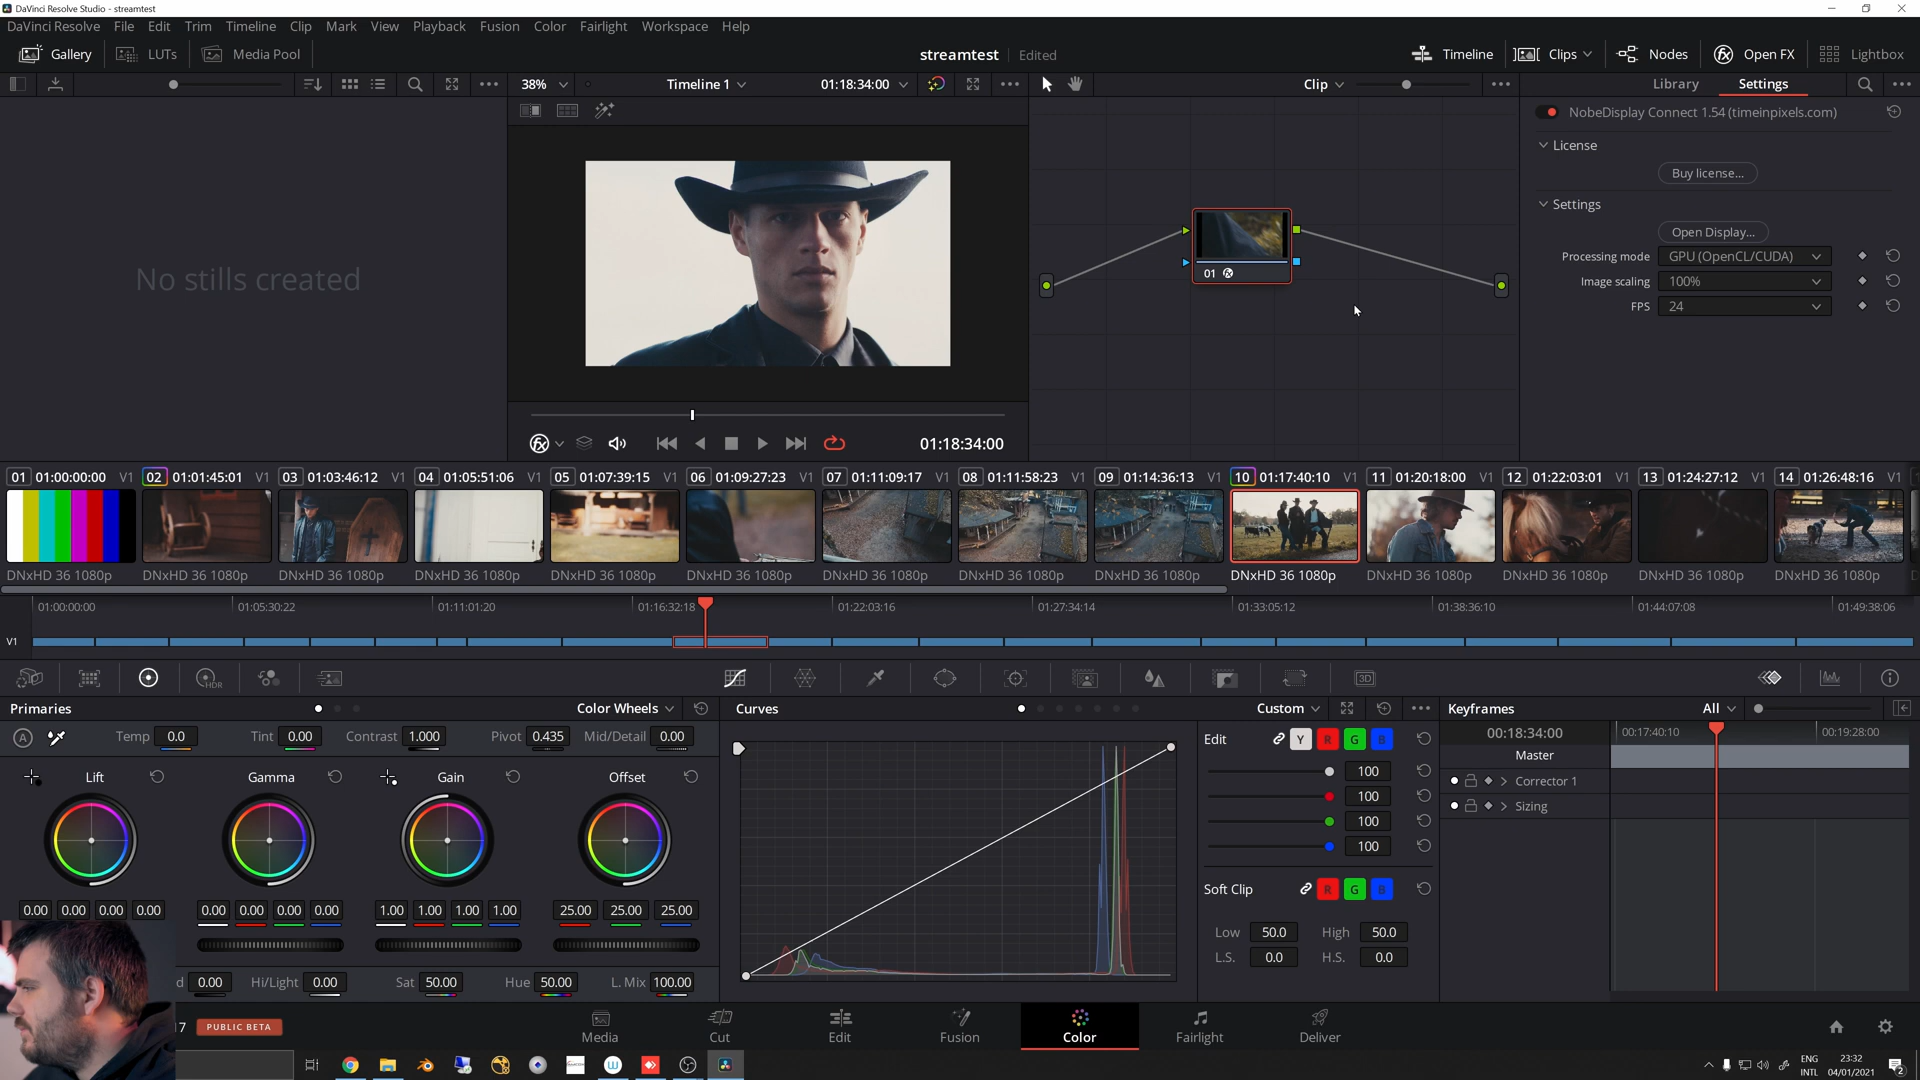 DaVinci Resolve Studio - streamtest
DaVinci Resolve File Edit Trim Timeline Clip Mark View Playback Fusion Color Fairlight Workspace Help
Gallery LUTs Media Pool streamtest Edited Timeline Clips Nodes Open FX Lightbox
38% Timeline 1 01:18:34:00 Clip Library Settings
NobeDisplay Connect 1.54 (timeinpixels.com)
License
Buy license...
Settings
Open Display...
Processing mode GPU (OpenCL/CUDA)
Image scaling 100%
FPS 24
No stills created
01 fx
fx 01:18:34:00
01 01:00:00:00 V1 02 01:01:45:01 V1 03 01:03:46:12 V1 04 01:05:51:06 V1 05 01:07:39:15 V1 06 01:09:27:23 V1 07 01:11:09:17 V1 08 01:11:58:23 V1 09 01:14:36:13 V1 10 01:17:40:10 V1 11 01:20:18:00 V1 12 01:22:03:01 V1 13 01:24:27:12 V1 14 01:26:48:16 V1
DNxHD 36 1080p DNxHD 36 1080p DNxHD 36 1080p DNxHD 36 1080p DNxHD 36 1080p DNxHD 36 1080p DNxHD 36 1080p DNxHD 36 1080p DNxHD 36 1080p DNxHD 36 1080p DNxHD 36 1080p DNxHD 36 1080p DNxHD 36 1080p DNxHD 36 1080p
01:00:00:00 01:05:30:22 01:11:01:20 01:16:32:18 01:22:03:16 01:27:34:14 01:33:05:12 01:38:36:10 01:44:07:08 01:49:38:06
V1
HDR 3D
Primaries Color Wheels Curves Custom Keyframes All
A Temp 0.0 Tint 0.00 Contrast 1.000 Pivot 0.435 Mid/Detail 0.00
Edit Y R G B
00:18:34:00 00:17:40:10 00:19:28:00
Master
Lift Gamma Gain Offset
100
100
100
100
Corrector 1
Sizing
Soft Clip R G B
0.00 0.00 0.00 0.00 0.00 0.00 0.00 0.00 1.00 1.00 1.00 1.00 25.00 25.00 25.00
Low 50.0 High 50.0
L.S. 0.0 H.S. 0.0
d 0.00 Hi/Light 0.00 Sat 50.00 Hue 50.00 L. Mix 100.00
17 PUBLIC BETA
Media Cut Edit Fusion Color Fairlight Deliver
ENG
INTL
23:32
04/01/2021
2